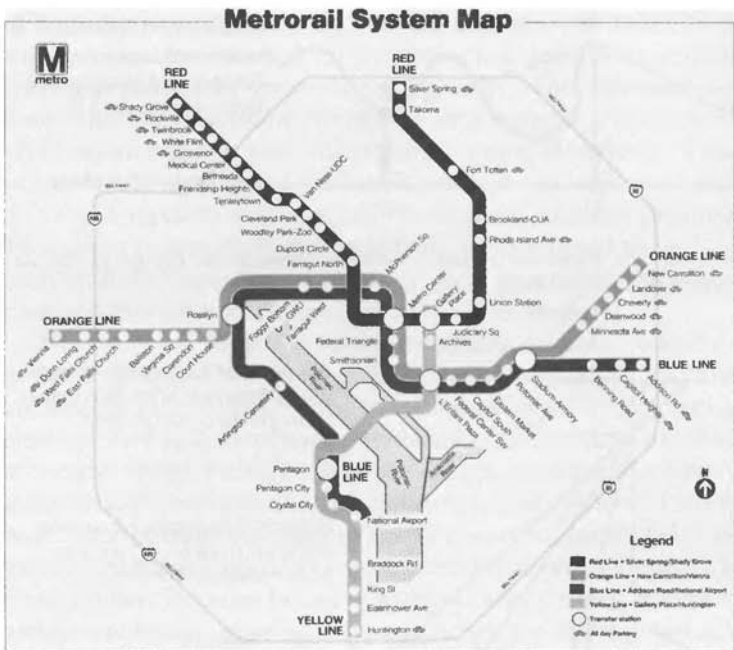 Metrorail System Map
M
metro
RED
LINE
Shady Grove
Rockville
Twinbrook
White Flint
Grosvenor
Medical Center
Bethesda
Friendship Heights
Tenleytown
Van Ness-UDC
Cleveland Park
Woodley Park-Zoo
Dupont Circle
Farragut North
RED
LINE
Silver Spring
Takoma
Fort Totten
Brookland-CUA
Rhode Island Ave
Union Station
Judiciary Sq
Gallery
Place
Metro Center
McPherson Sq
ORANGE LINE
New Carrollton
Landover
Cheverly
Deanwood
Minnesota Ave
ORANGE LINE
Vienna
Dunn Loring
West Falls Church
East Falls Church
Ballston
Virginia Sq
Clarendon
Court House
Rosslyn
Foggy Bottom
GWU
Farragut West
Federal Triangle
Smithsonian
Archives
L'Enfant Plaza
Federal Center SW
Capitol South
Eastern Market
Potomac Ave
Stadium-Armory
BLUE LINE
Benning Road
Capitol Heights
Addison Rd
Arlington Cemetery
Potomac
River
Pentagon
BLUE
LINE
Pentagon City
Crystal City
National Airport
Braddock Rd
King St
Eisenhower Ave
YELLOW
LINE
Huntington
N
Legend
Red Line • Silver Spring/Shady Grove
Orange Line • New Carrollton/Vienna
Blue Line • Addison Road/National Airport
Yellow Line • Gallery Place/Huntington
Transfer station
All day Parking